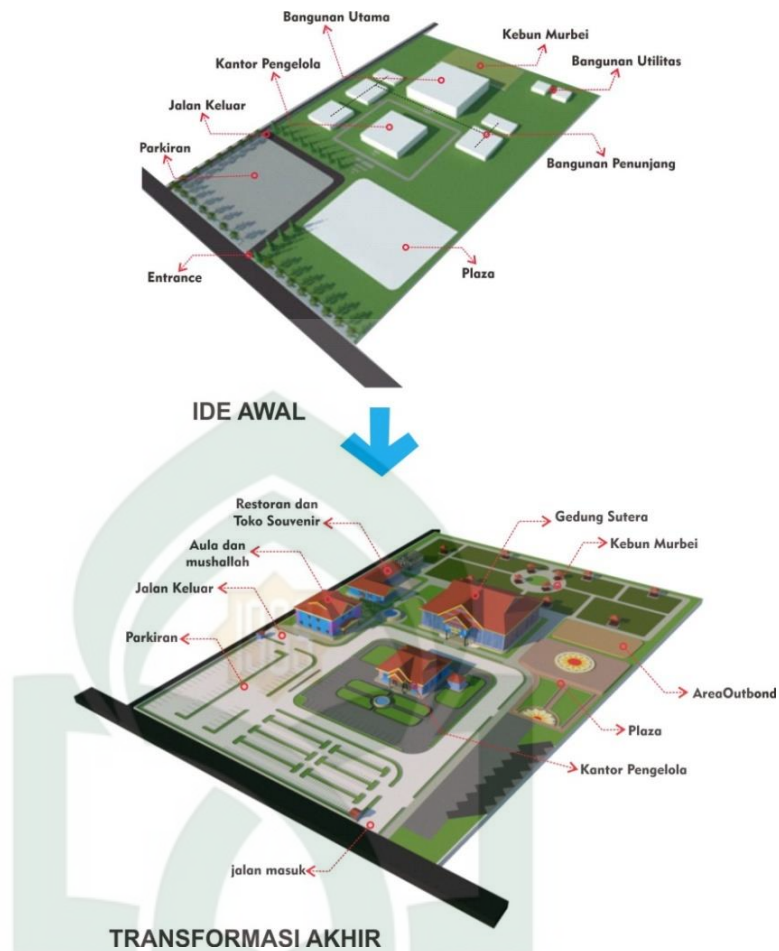 Bangunan Utama
Kebun Murbei
Kantor Pengelola
Bangunan Utilitas
Jalan Keluar
Parkiran
Bangunan Penunjang
Entrance
Plaza
IDE AWAL
Restoran dan
Toko Souvenir
Gedung Sutera
Aula dan
mushallah
Kebun Murbei
Jalan Keluar
Parkiran
AreaOutbond
Plaza
Kantor Pengelola
jalan masuk
TRANSFORMASI AKHIR